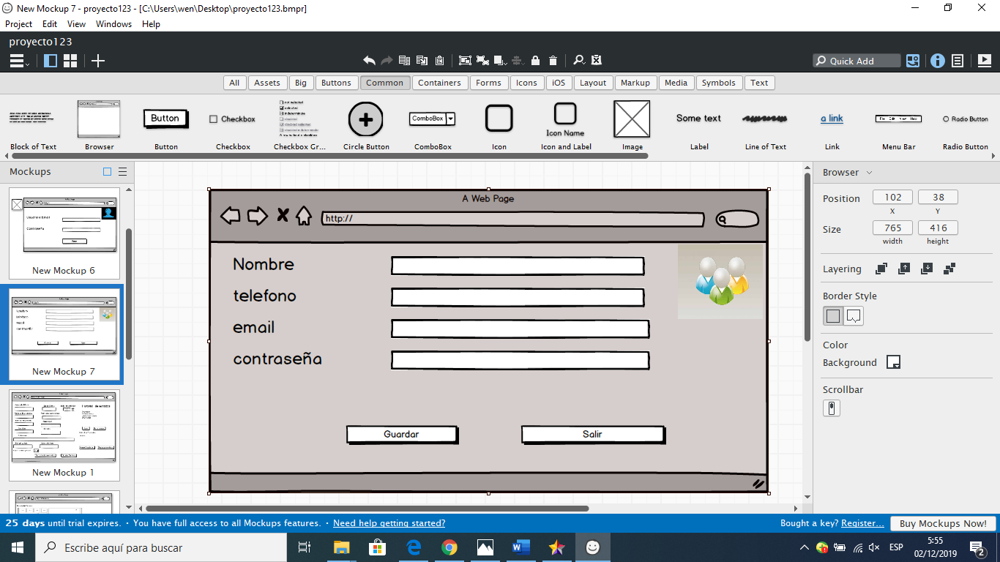 New Mockup 7 - proyecto123 - [C:\Users\wen\Desktop\proyecto123.bmpr]
Project Edit View Windows Help
proyecto123
Quick Add
All Assets Big Buttons Common Containers Forms Icons iOS Layout Markup Media Symbols Text
Button
Checkbox
ComboBox
Icon Name
Some text
a link
File Edit View Help
Radio Button
Block of Text Browser Button Checkbox Checkbox Gr... Circle Button ComboBox Icon Icon and Label Image Label Line of Text Link Menu Bar Radio Button
Mockups
New Mockup 6
New Mockup 7
New Mockup 1
A Web Page
http://
Nombre
telefono
email
contraseña
Guardar Salir
Browser
Position 102 38
X Y
Size 765 416
width height
Layering
Border Style
Color
Background
Scrollbar
25 days until trial expires. · You have full access to all Mockups features. · Need help getting started? Bought a key? Register... Buy Mockups Now!
Escribe aquí para buscar
ESP
5:55
02/12/2019
2